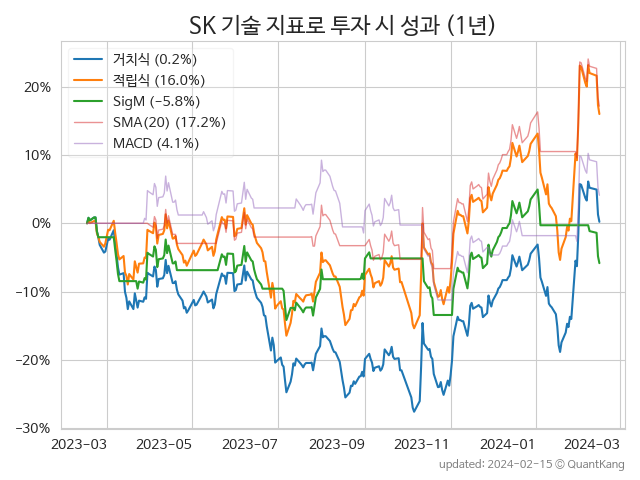 SK 기술 지표로 투자 시 성과 (1년)
거치식 (0.2%)
적립식 (16.0%)
SigM (−5.8%)
SMA(20) (17.2%)
MACD (4.1%)
20%
10%
0%
−10%
−20%
−30%
2023-03 2023-05 2023-07 2023-09 2023-11 2024-01 2024-03
updated: 2024-02-15 © QuantKang